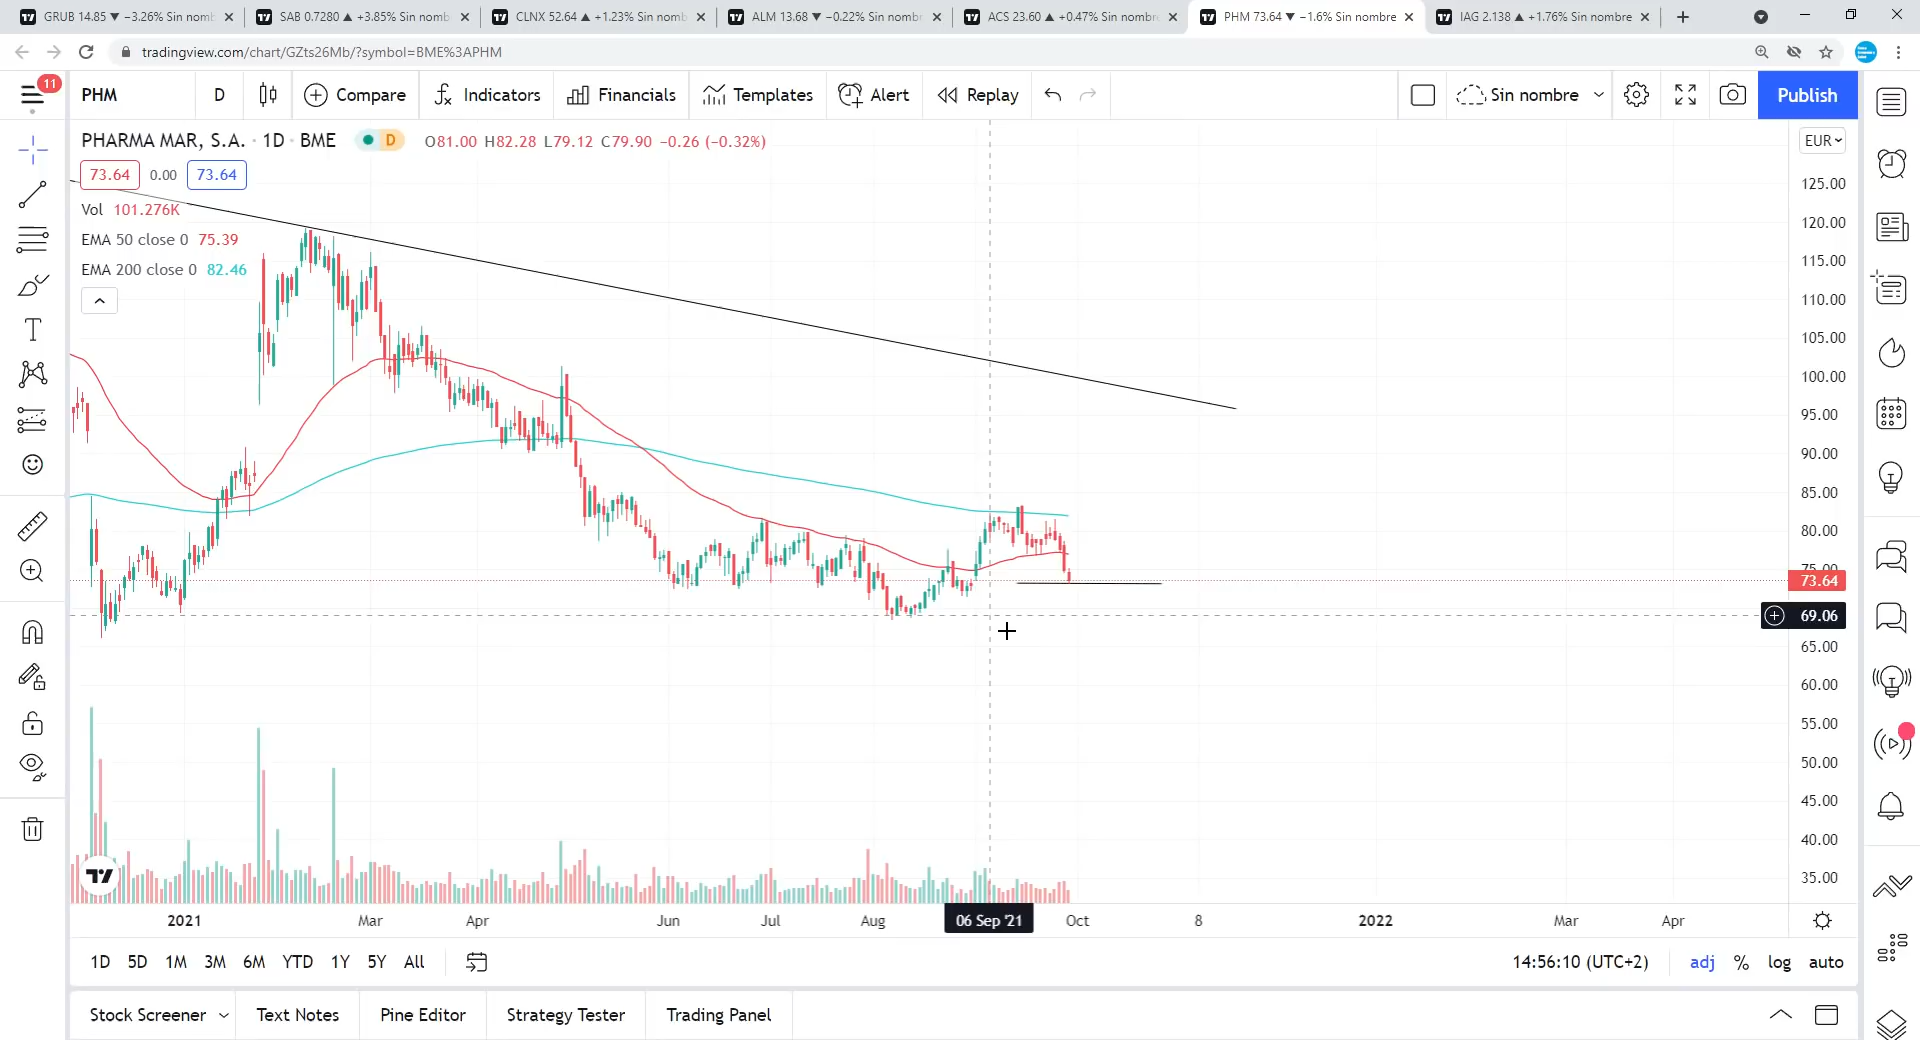 GRUB 14.85 ▼ −3.26% Sin nomb
SAB 0.7280 ▲ +3.85% Sin nomb
CLNX 52.64 ▲ +1.23% Sin nomb
ALM 13.68 ▼ −0.22% Sin nomb
ACS 23.60 ▲ +0.47% Sin nombre
PHM 73.64 ▼ −1.6% Sin nombre
IAG 2.138 ▲ +1.76% Sin nombre
tradingview.com/chart/GZts26Mb/?symbol=BME%3APHM
11
PHM
D
Compare
Indicators
Financials
Templates
Alert
Replay
Sin nombre
Publish
PHARMA MAR, S.A. · 1D · BME
D
O81.00 H82.28 L79.12 C79.90 −0.26 (−0.32%)
EUR
73.64 0.00 73.64
Vol 101.276K
EMA 50 close 0 75.39
EMA 200 close 0 82.46
125.00
120.00
115.00
110.00
105.00
100.00
95.00
90.00
85.00
80.00
75.00
73.64
69.06
65.00
60.00
55.00
50.00
45.00
40.00
35.00
2021 Mar Apr Jun Jul Aug 06 Sep '21 Oct 8 2022 Mar Apr
1D 5D 1M 3M 6M YTD 1Y 5Y All
14:56:10 (UTC+2)
adj % log auto
Stock Screener
Text Notes
Pine Editor
Strategy Tester
Trading Panel